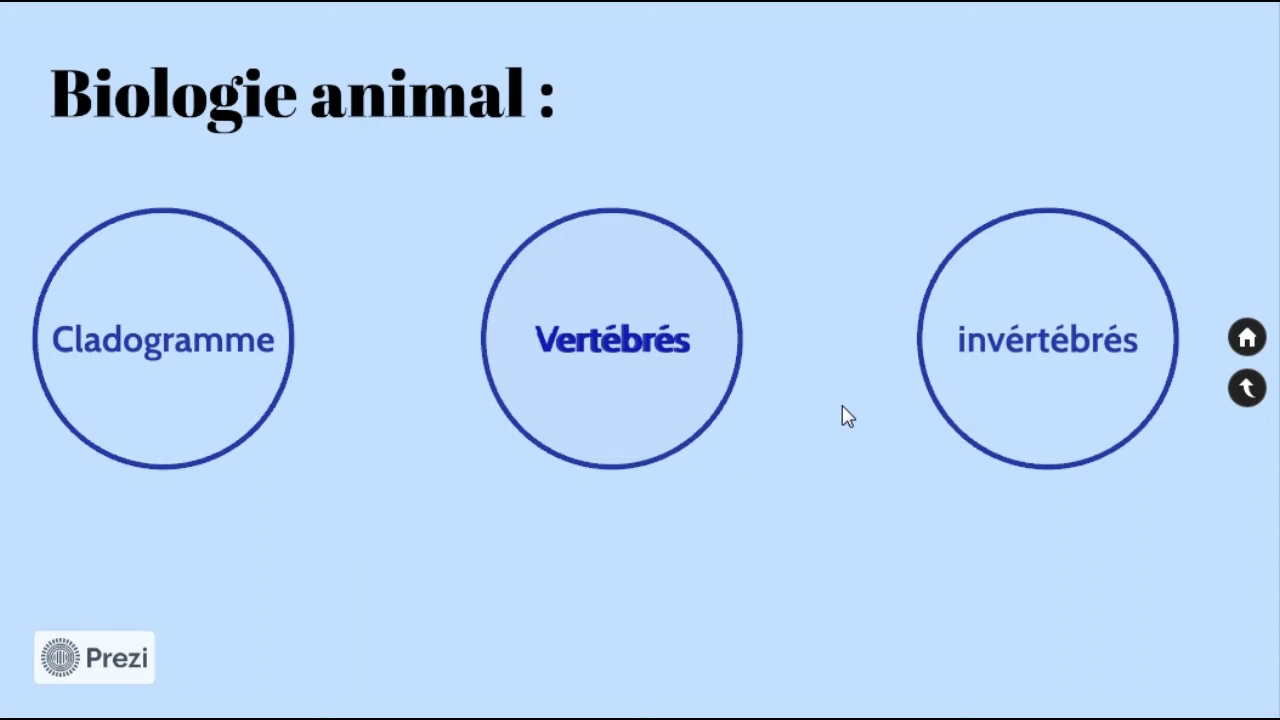 Biologie animal :
Cladogramme
Vertébrés
invértébrés
Prezi